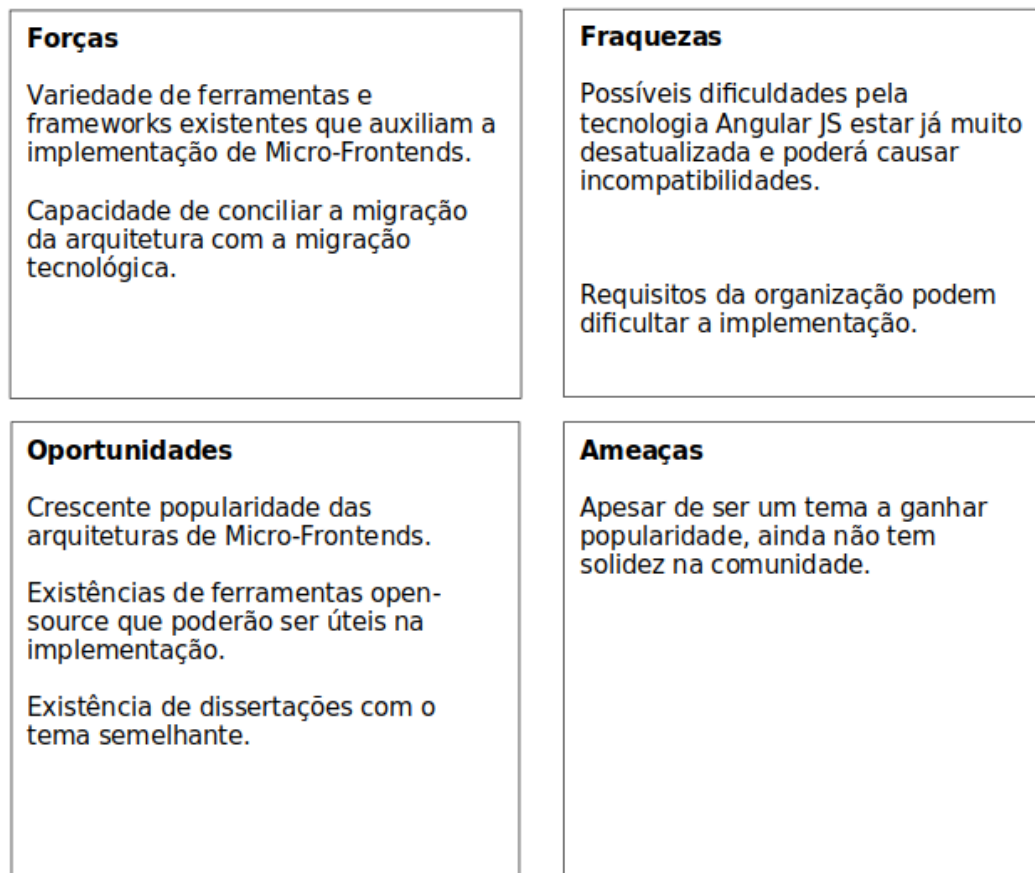 Forças
Variedade de ferramentas e
frameworks existentes que auxiliam a
implementação de Micro-Frontends.
Capacidade de conciliar a migração
da arquitetura com a migração
tecnológica.
Fraquezas
Possíveis dificuldades pela
tecnologia Angular JS estar já muito
desatualizada e poderá causar
incompatibilidades.
Requisitos da organização podem
dificultar a implementação.
Oportunidades
Crescente popularidade das
arquiteturas de Micro-Frontends.
Existências de ferramentas open-
source que poderão ser úteis na
implementação.
Existência de dissertações com o
tema semelhante.
Ameaças
Apesar de ser um tema a ganhar
popularidade, ainda não tem
solidez na comunidade.